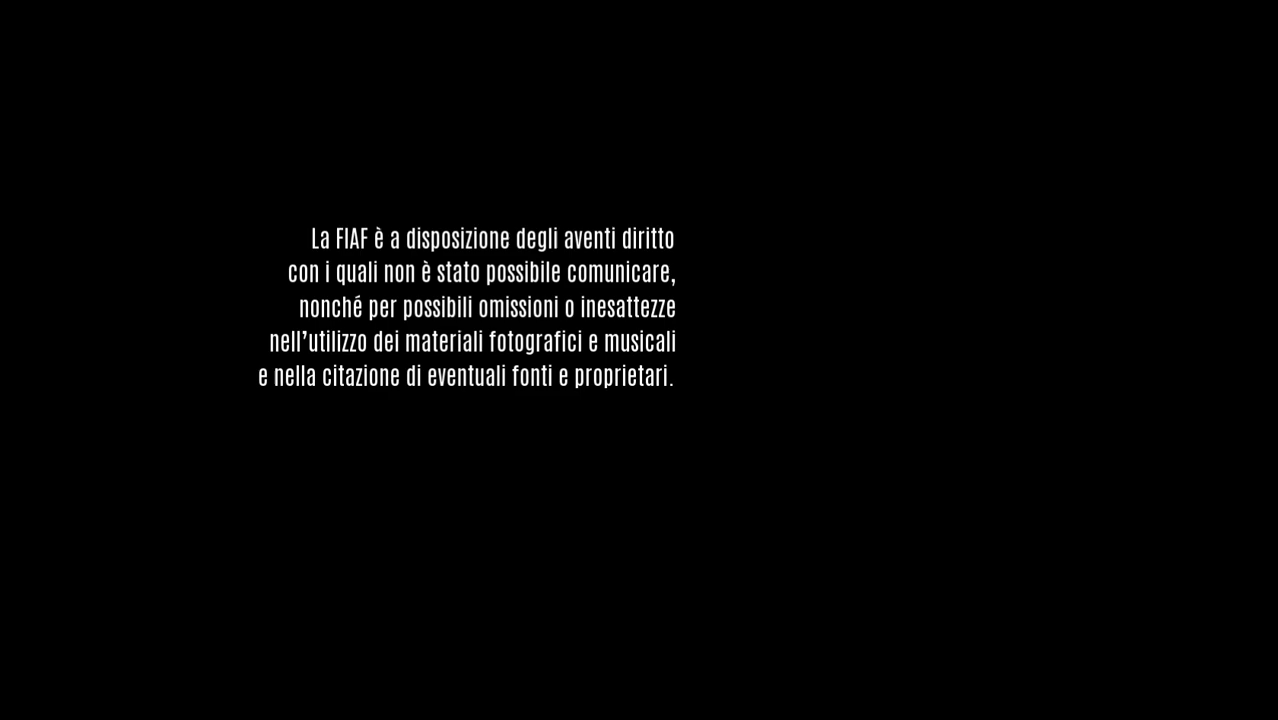 La FIAF è a disposizione degli aventi diritto
con i quali non è stato possibile comunicare,
nonché per possibili omissioni o inesattezze
nell’utilizzo dei materiali fotografici e musicali
e nella citazione di eventuali fonti e proprietari.